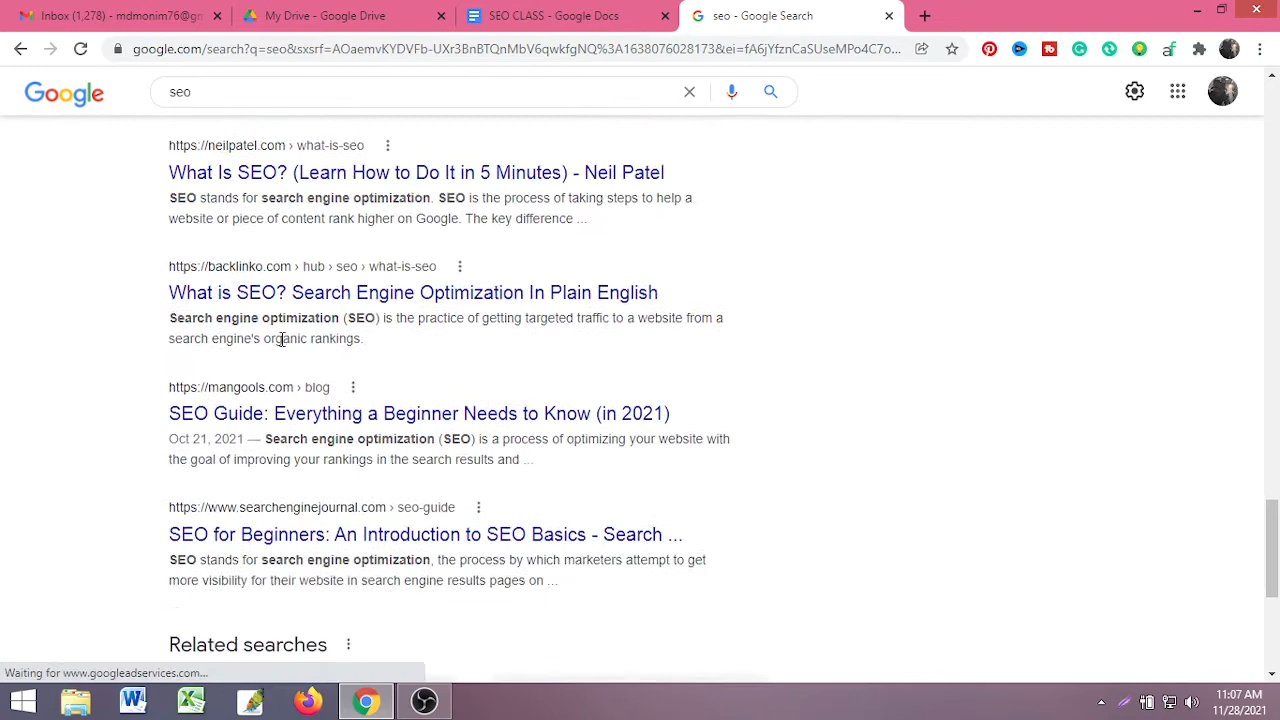 Inbox (1,278) - mdmonim76@gm
My Drive - Google Drive
SEO CLASS - Google Docs
seo - Google Search
google.com/search?q=seo&sxsrf=AOaemvKYDVFb-UXr3BnBTQnMbV6qwkfgNQ%3A1638076028173&ei=fA6jYfznCaSUseMPo4C7o...
Google
seo
https://neilpatel.com › what-is-seo
What Is SEO? (Learn How to Do It in 5 Minutes) - Neil Patel
SEO stands for search engine optimization. SEO is the process of taking steps to help a
website or piece of content rank higher on Google. The key difference ...
https://backlinko.com › hub › seo › what-is-seo
What is SEO? Search Engine Optimization In Plain English
Search engine optimization (SEO) is the practice of getting targeted traffic to a website from a
search engine's organic rankings.
https://mangools.com › blog
SEO Guide: Everything a Beginner Needs to Know (in 2021)
Oct 21, 2021 — Search engine optimization (SEO) is a process of optimizing your website with
the goal of improving your rankings in the search results and ...
https://www.searchenginejournal.com › seo-guide
SEO for Beginners: An Introduction to SEO Basics - Search ...
SEO stands for search engine optimization, the process by which marketers attempt to get
more visibility for their website in search engine results pages on ...
Related searches
Waiting for www.googleadservices.com...
11:07 AM
11/28/2021